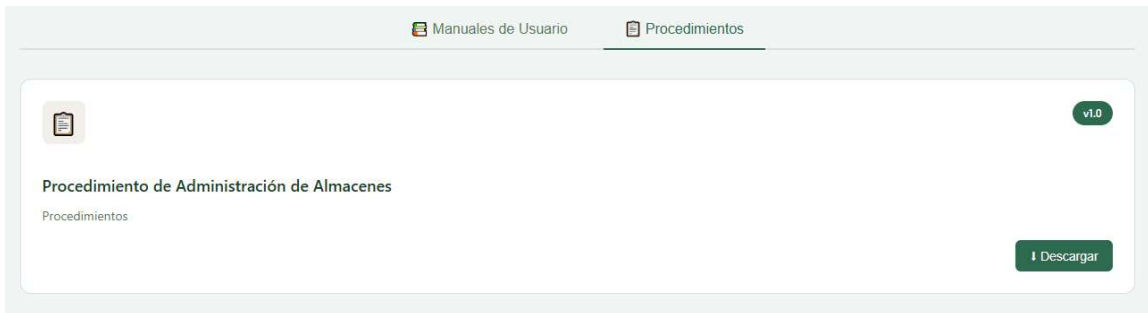 Manuales de Usuario
Procedimientos
v1.0
Procedimiento de Administración de Almacenes
Procedimientos
⬇ Descargar